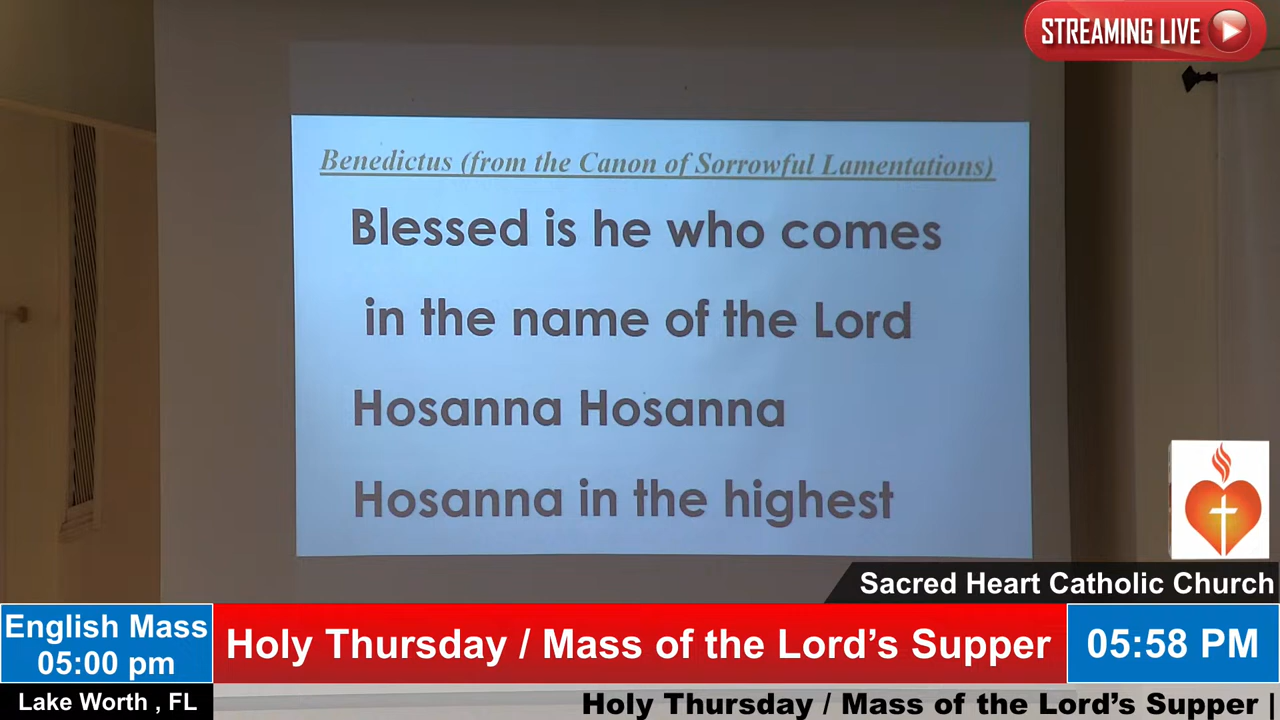 STREAMING LIVE
Benedictus (from the Canon of Sorrowful Lamentations)
Blessed is he who comes
in the name of the Lord
Hosanna Hosanna
Hosanna in the highest
Sacred Heart Catholic Church
English Mass
05:00 pm
Holy Thursday / Mass of the Lord’s Supper
05:58 PM
Lake Worth , FL
Holy Thursday / Mass of the Lord’s Supper |